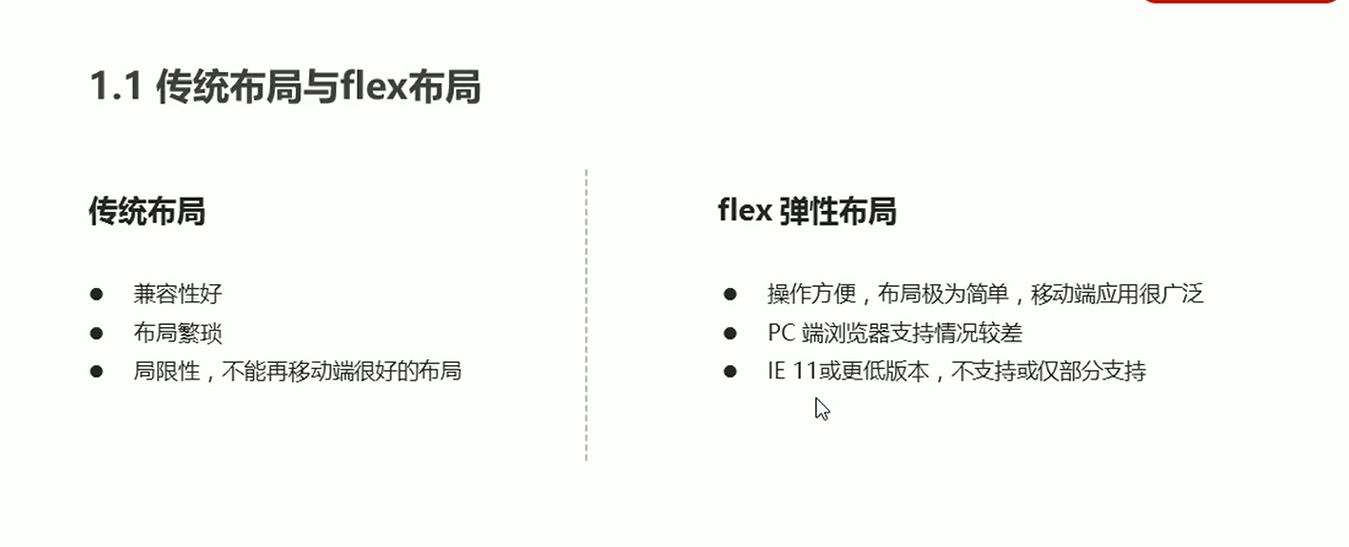 1.1 传统布局与flex布局
传统布局
兼容性好
布局繁琐
局限性，不能再移动端很好的布局
flex 弹性布局
操作方便，布局极为简单，移动端应用很广泛
PC 端浏览器支持情况较差
IE 11或更低版本，不支持或仅部分支持